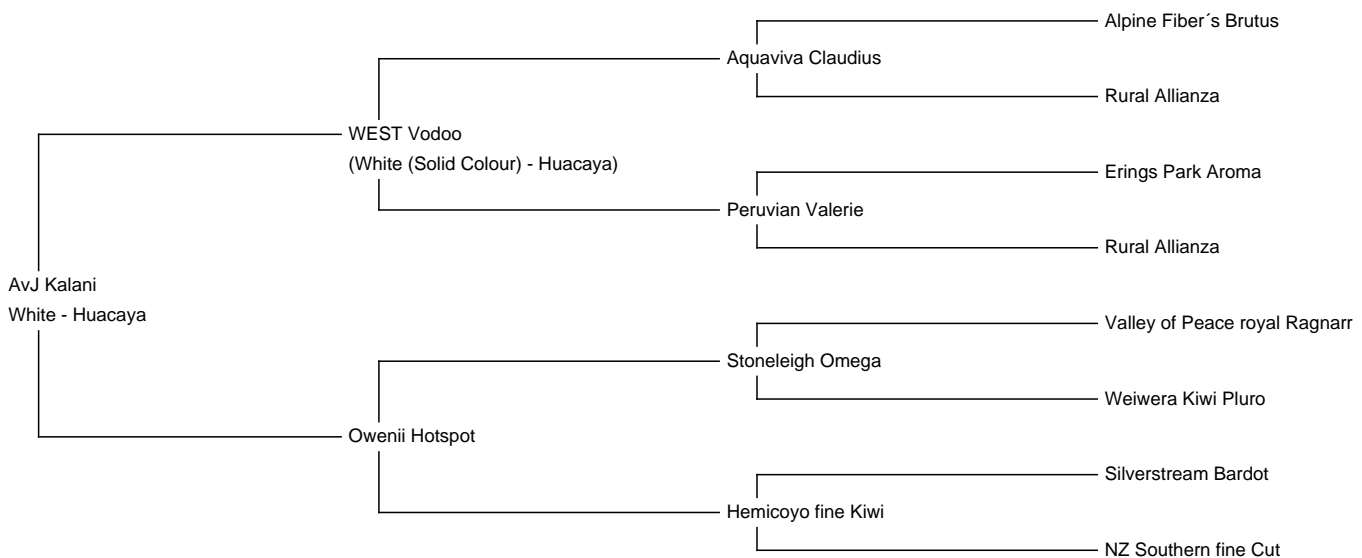 Alpine Fiber´s Brutus
Aquaviva Claudius
Rural Allianza
WEST Vodoo
(White (Solid Colour) - Huacaya)
Erings Park Aroma
Peruvian Valerie
Rural Allianza
AvJ Kalani
White - Huacaya
Valley of Peace royal Ragnarr
Stoneleigh Omega
Weiwera Kiwi Pluro
Owenii Hotspot
Silverstream Bardot
Hemicoyo fine Kiwi
NZ Southern fine Cut